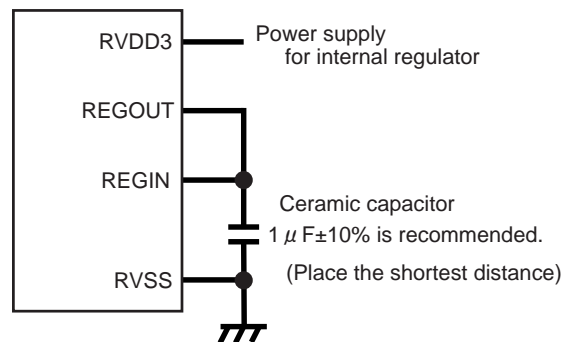 RVDD3
Power supply
for internal regulator
REGOUT
REGIN
Ceramic capacitor
1 μ F±10% is recommended.
(Place the shortest distance)
RVSS